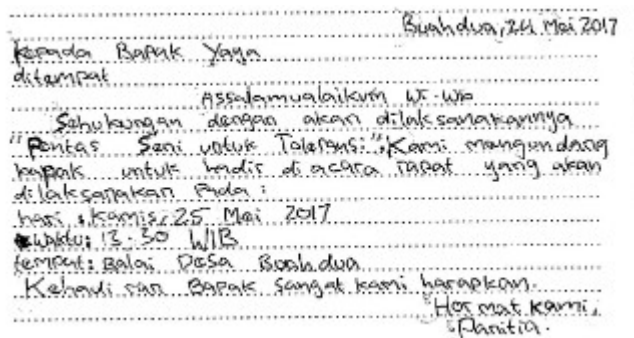 Buahdua, 24 Mei 2017
Kepada Bapak Yaya
ditempat
Assalamualaikum Wr-Wb
Sehubungan dengan akan dilaksanakannya
"Pentas Seni untuk Toleransi". Kami mengundang
bapak untuk hadir di acara rapat yang akan
dilaksanakan Pada :
hari : Kamis, 25 Mei 2017
Waktu: 13.30 WIB
tempat: Balai Desa Buahdua
Kehadiran Bapak Sangat kami harapkan.
Hormat kami,
Panitia.